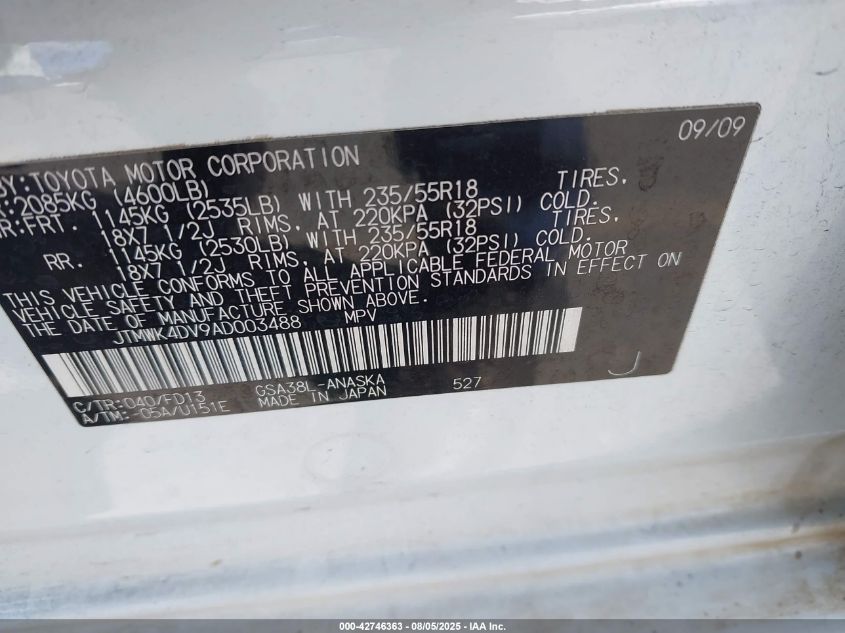 09/09
BY:TOYOTA MOTOR CORPORATION
:2085KG (4600LB)
R:FRT. 1145KG (2535LB) WITH 235/55R18 TIRES,
18X7 1/2J RIMS, AT 220KPA (32PSI) COLD.
RR. 1145KG (2530LB) WITH 235/55R18 TIRES,
18X7 1/2J RIMS, AT 220KPA (32PSI) COLD.
THIS VEHICLE CONFORMS TO ALL APPLICABLE FEDERAL MOTOR
VEHICLE SAFETY AND THEFT PREVENTION STANDARDS IN EFFECT ON
THE DATE OF MANUFACTURE SHOWN ABOVE.
JTMWK4DV9AD003488 MPV
C/TR:040/FD13 GSA38L-ANASKA 527
A/TM:-05A/U151E MADE IN JAPAN
J
000-42746363 - 08/05/2025 - IAA Inc.